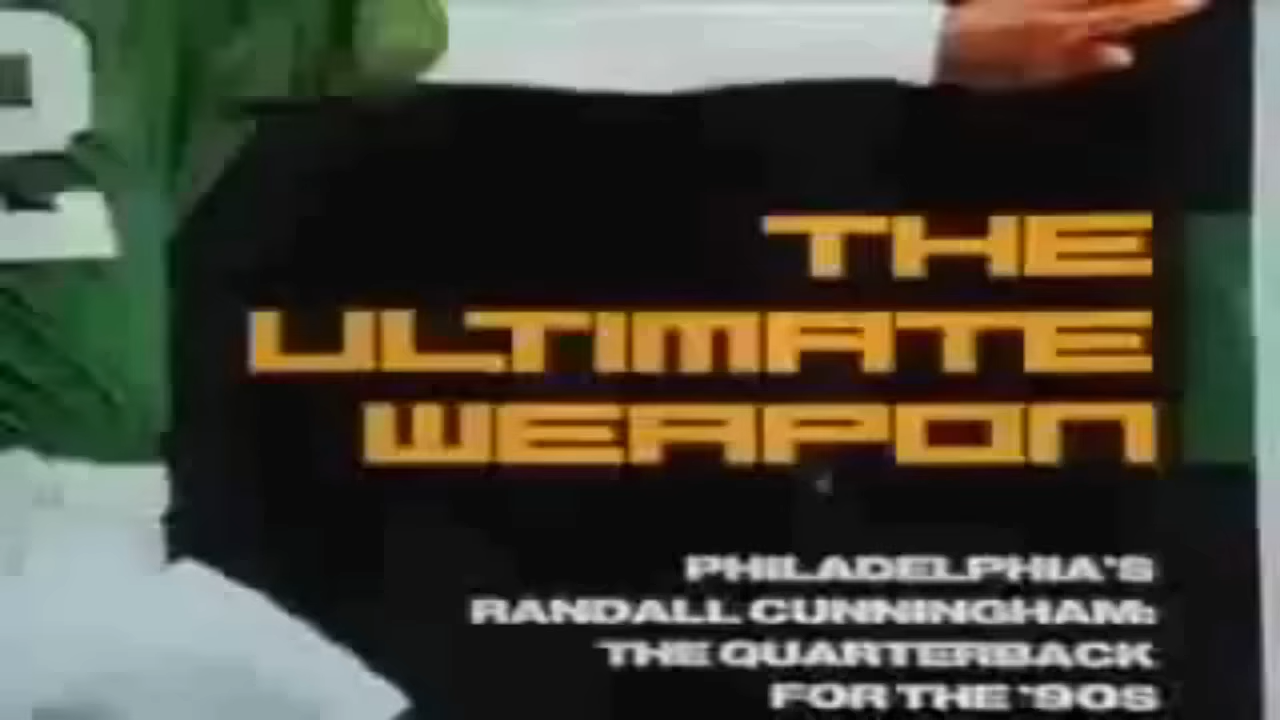 THE
ULTIMATE
WEAPON
PHILADELPHIA'S
RANDALL CUNNINGHAM:
THE QUARTERBACK
FOR THE '90S